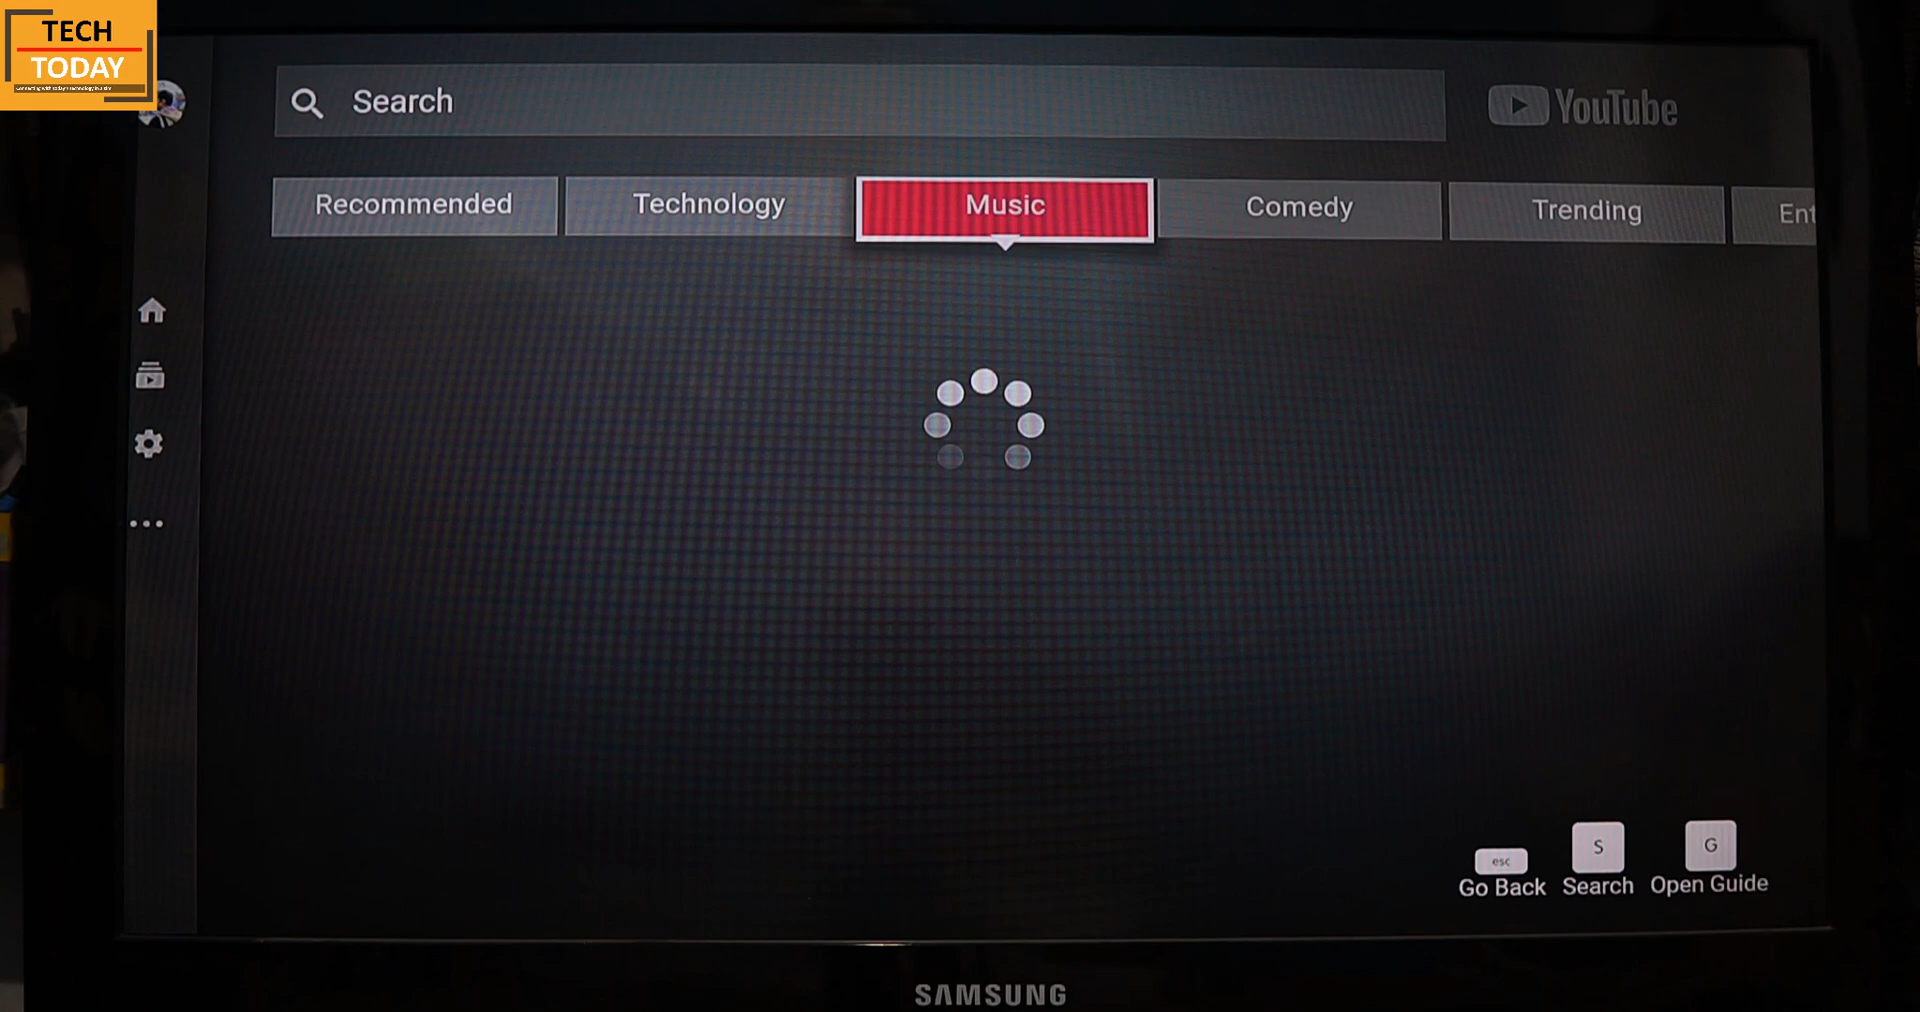 TECH
TODAY
Search
YouTube
Recommended
Technology
Music
Comedy
Trending
Ent
esc
S
G
Go Back
Search
Open Guide
SAMSUNG